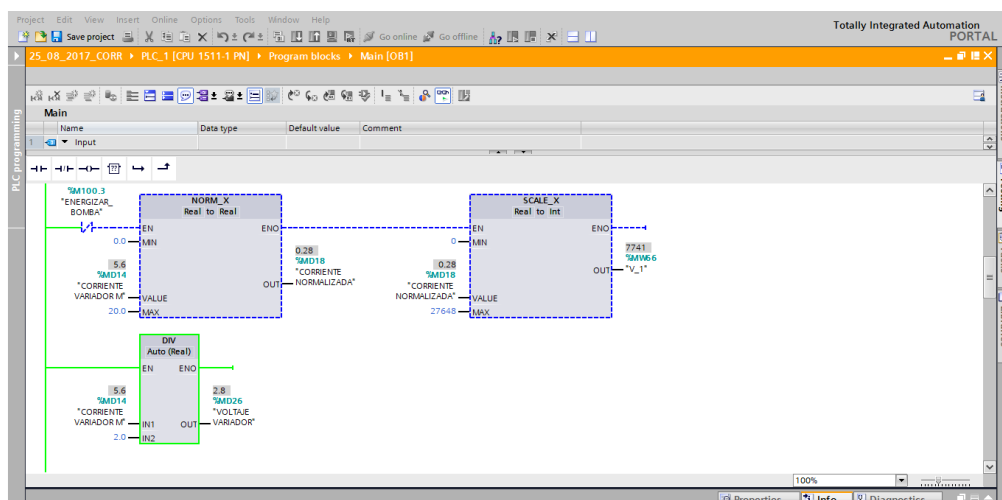 Project Edit View Insert Online Options Tools Window Help
Totally Integrated Automation
PORTAL
Save project
Go online Go offline
25_08_2017_CORR PLC_1 [CPU 1511-1 PN] Program blocks Main [OB1]
PLC programming
Main
Name Data type Default value Comment
1 Input
%M100.3
"ENERGIZAR_
BOMBA"
NORM_X
Real to Real
EN ENO
0.0 MIN
5.6
%MD14
"CORRIENTE
VARIADOR M" VALUE
20.0 MAX
0.28
%MD18
"CORRIENTE
OUT NORMALIZADA"
SCALE_X
Real to Int
EN ENO
0 MIN
0.28
%MD18
"CORRIENTE
NORMALIZADA" VALUE
27648 MAX
7741
%MW66
OUT "V_1"
DIV
Auto (Real)
EN ENO
5.6
%MD14
"CORRIENTE
VARIADOR M" IN1
2.0 IN2
2.8
%MD26
"VOLTAJE
OUT VARIADOR"
100%
Properties Info Diagnostics